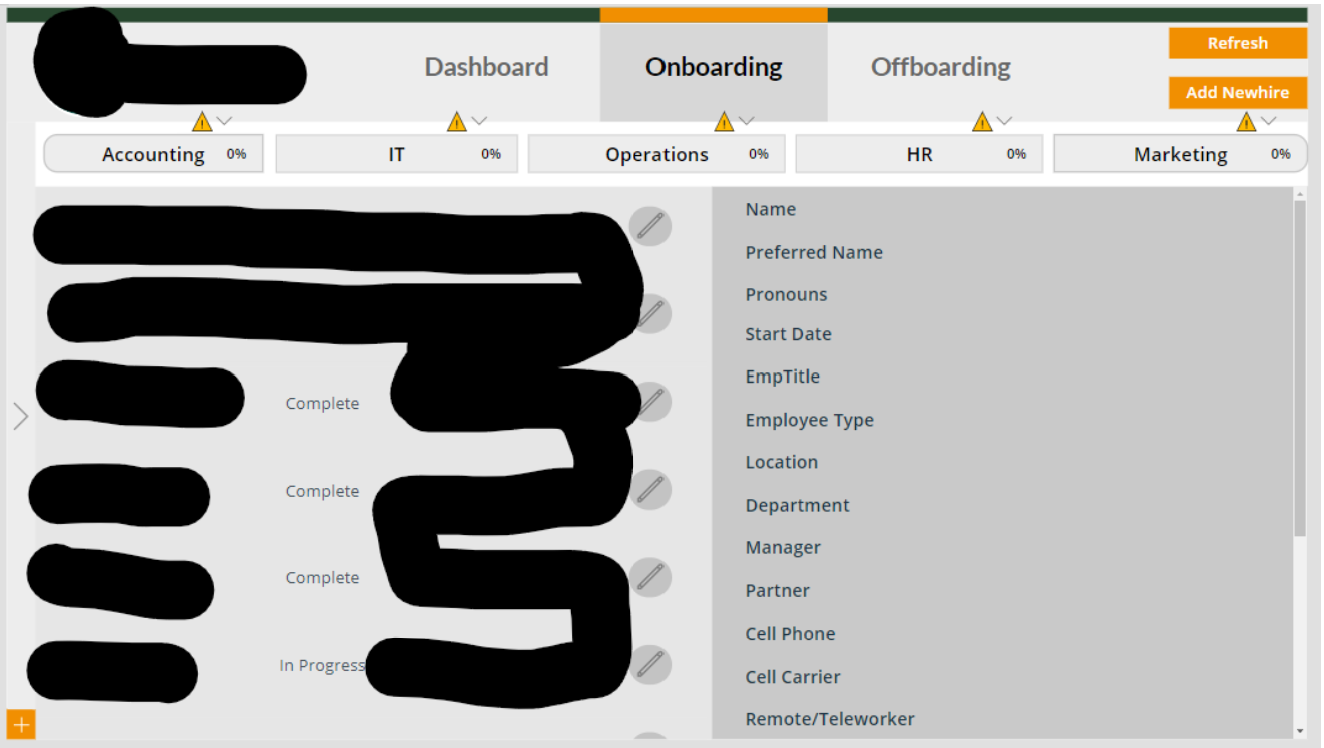 Refresh
Dashboard Onboarding Offboarding
Add Newhire
Accounting 0% IT 0% Operations 0% HR 0% Marketing 0%
Name
Preferred Name
Pronouns
Start Date
EmpTitle
Complete
Employee Type
Location
Complete
Department
Manager
Complete
Partner
Cell Phone
In Progress
Cell Carrier
Remote/Teleworker